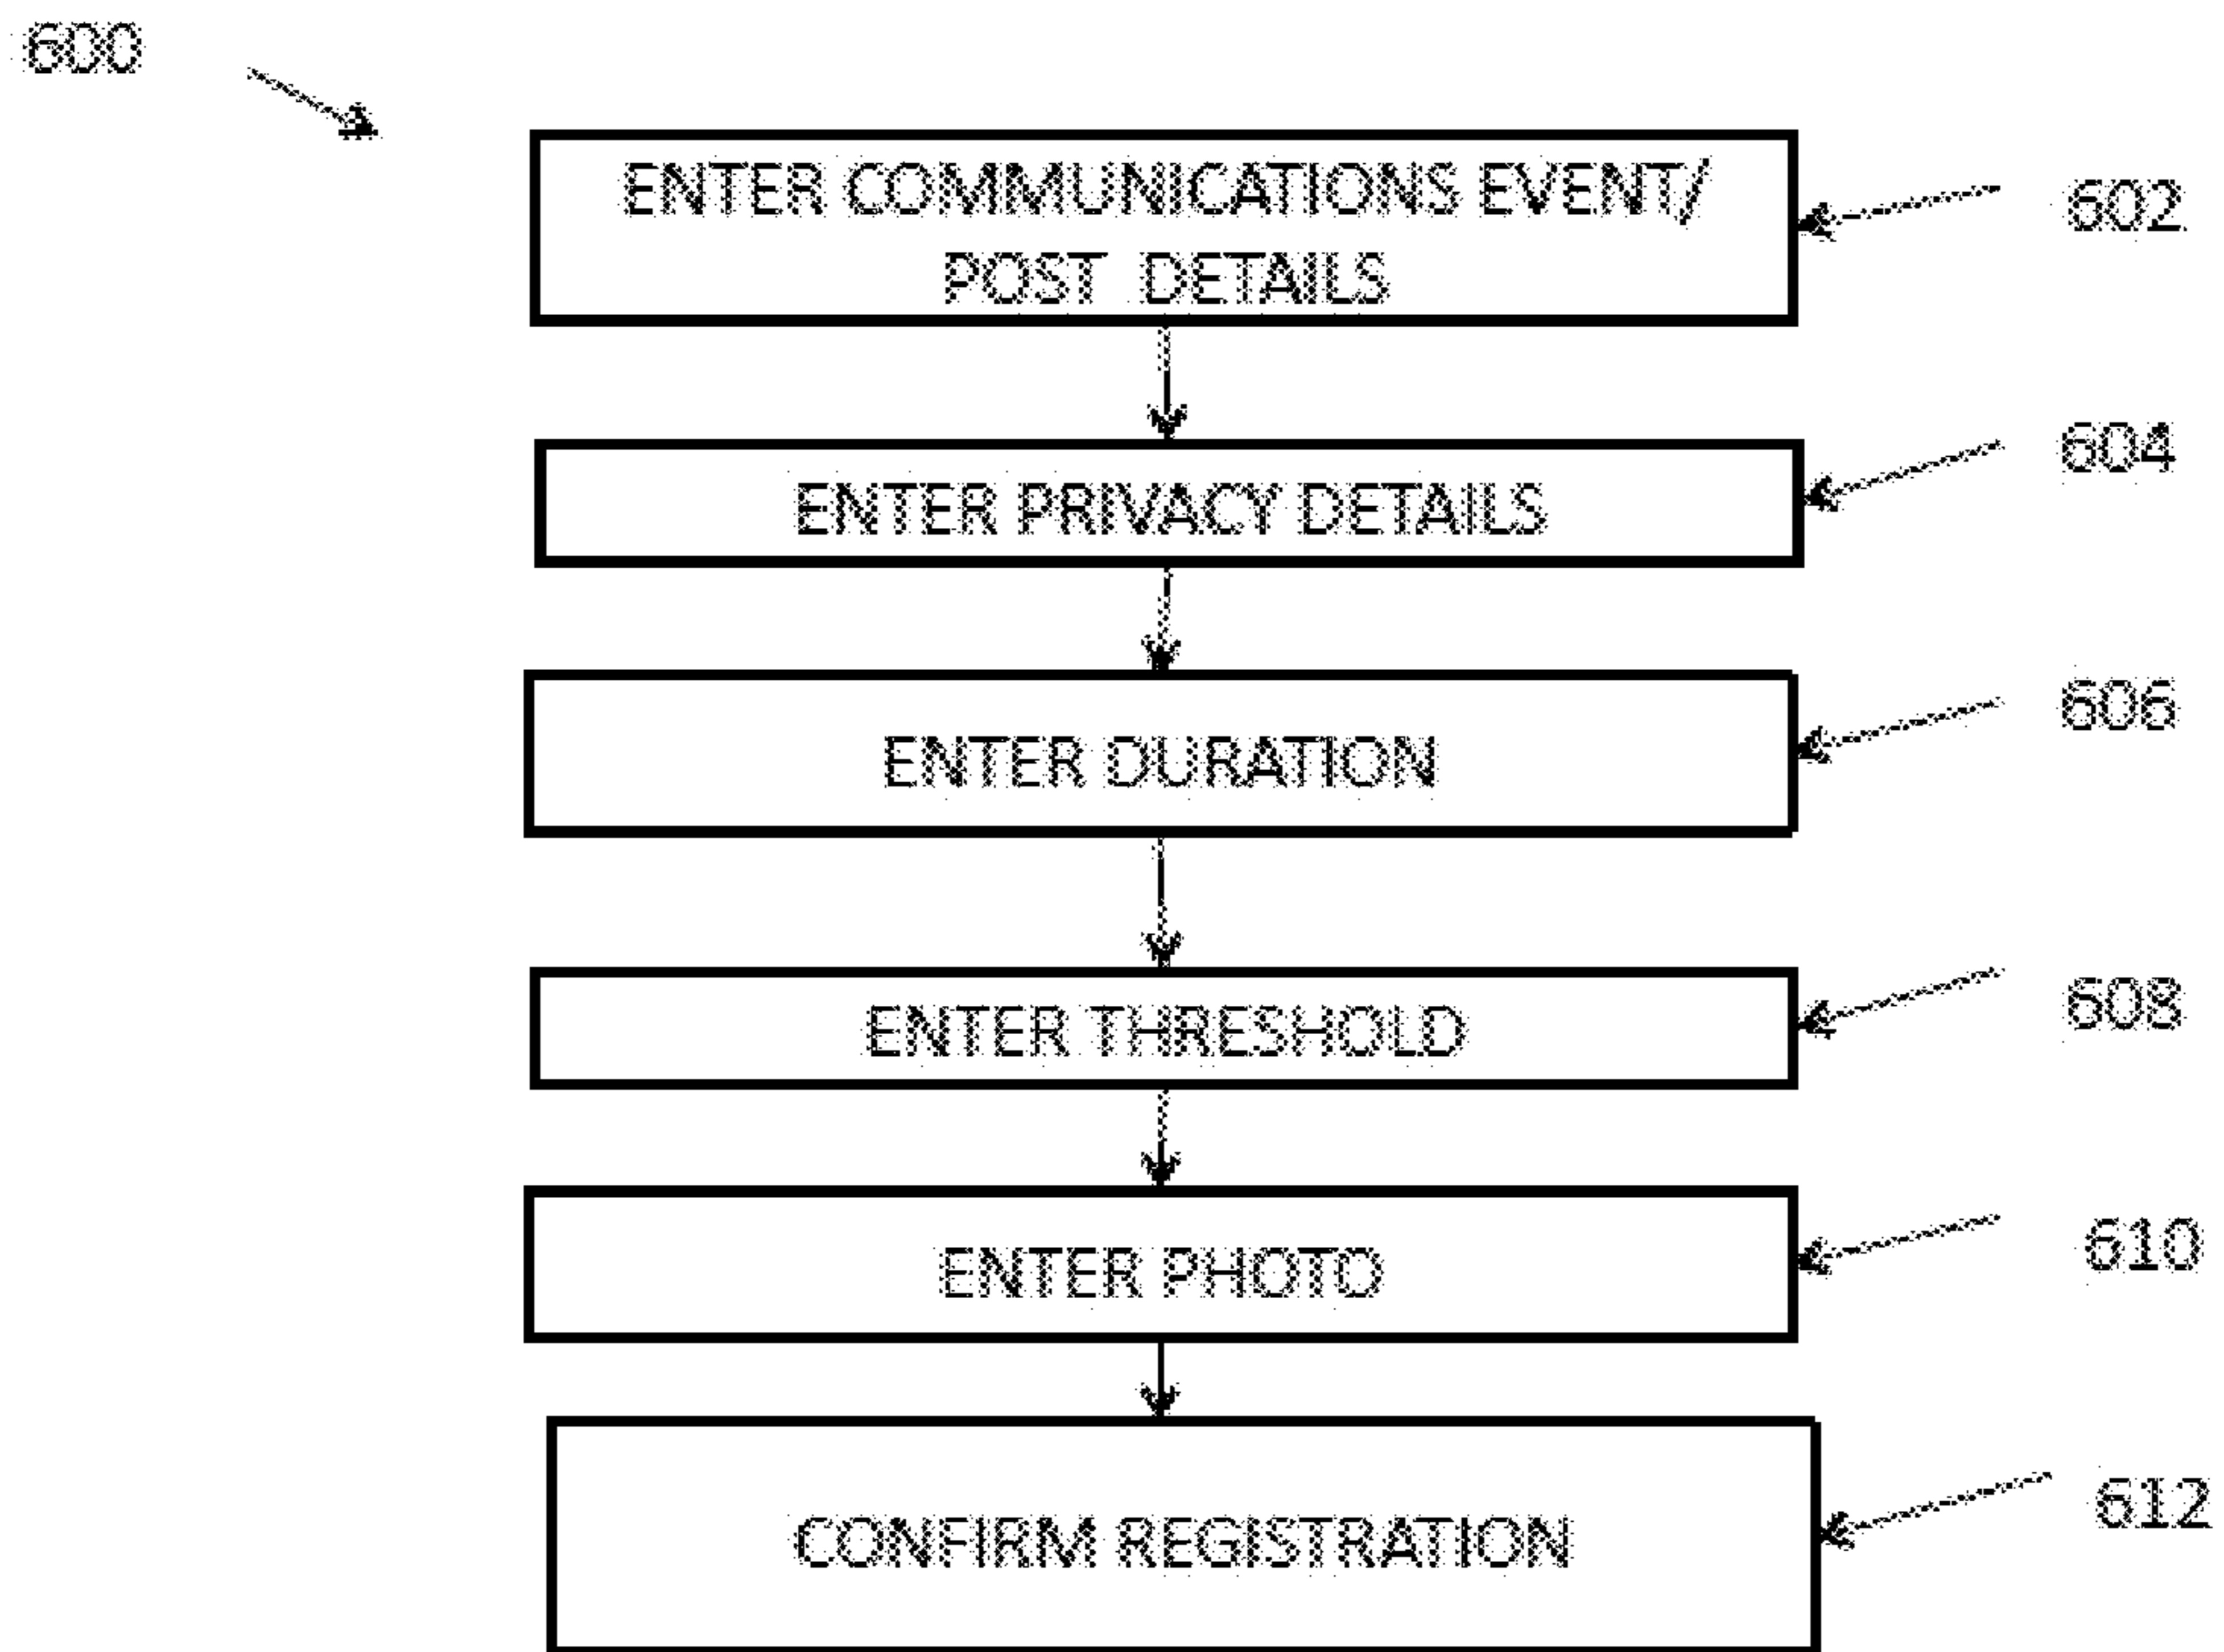 600
ENTER COMMUNICATIONS EVENT/
POST DETAILS
602
ENTER PRIVACY DETAILS
604
ENTER DURATION
606
ENTER THRESHOLD
608
ENTER PHOTO
610
CONFIRM REGISTRATION
612